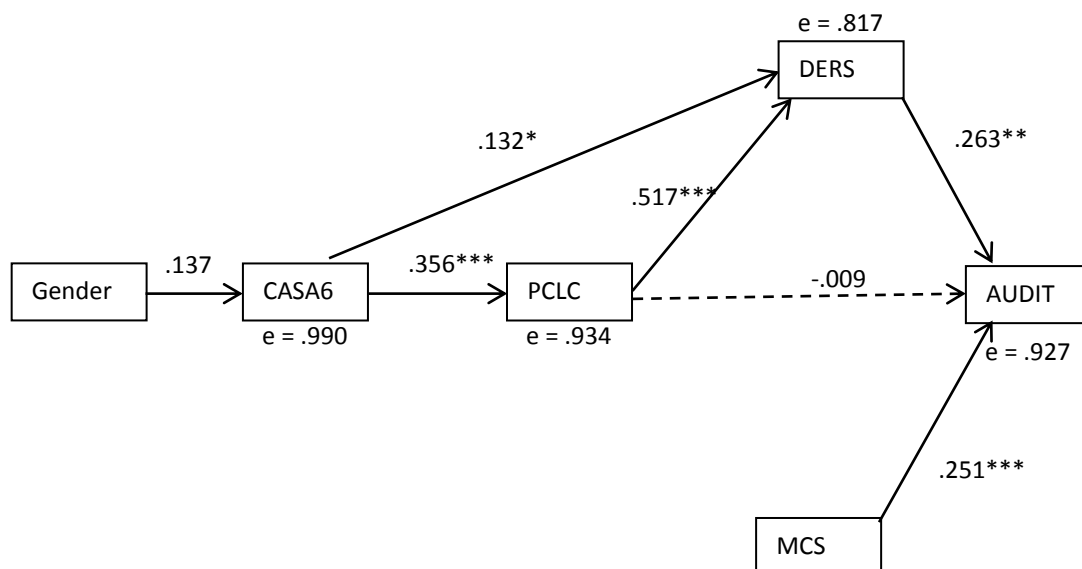 e = .817
DERS
.132*
.263**
.517***
.137
.356***
-.009
Gender
CASA6
PCLC
AUDIT
e = .990
e = .934
e = .927
.251***
MCS